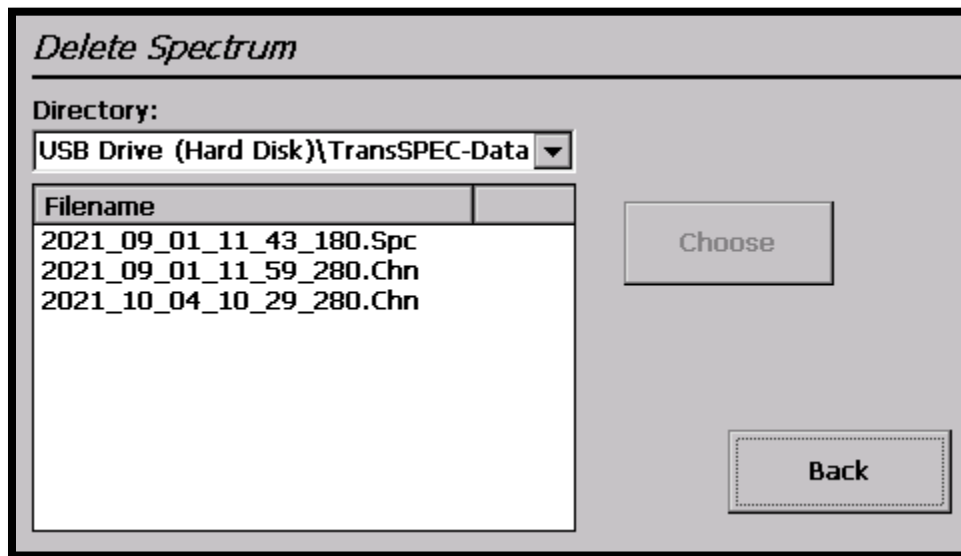 Delete Spectrum
Directory:
USB Drive (Hard Disk)\TransSPEC-Data
Filename
2021_09_01_11_43_180.Spc
2021_09_01_11_59_280.Chn
2021_10_04_10_29_280.Chn
Choose
Back